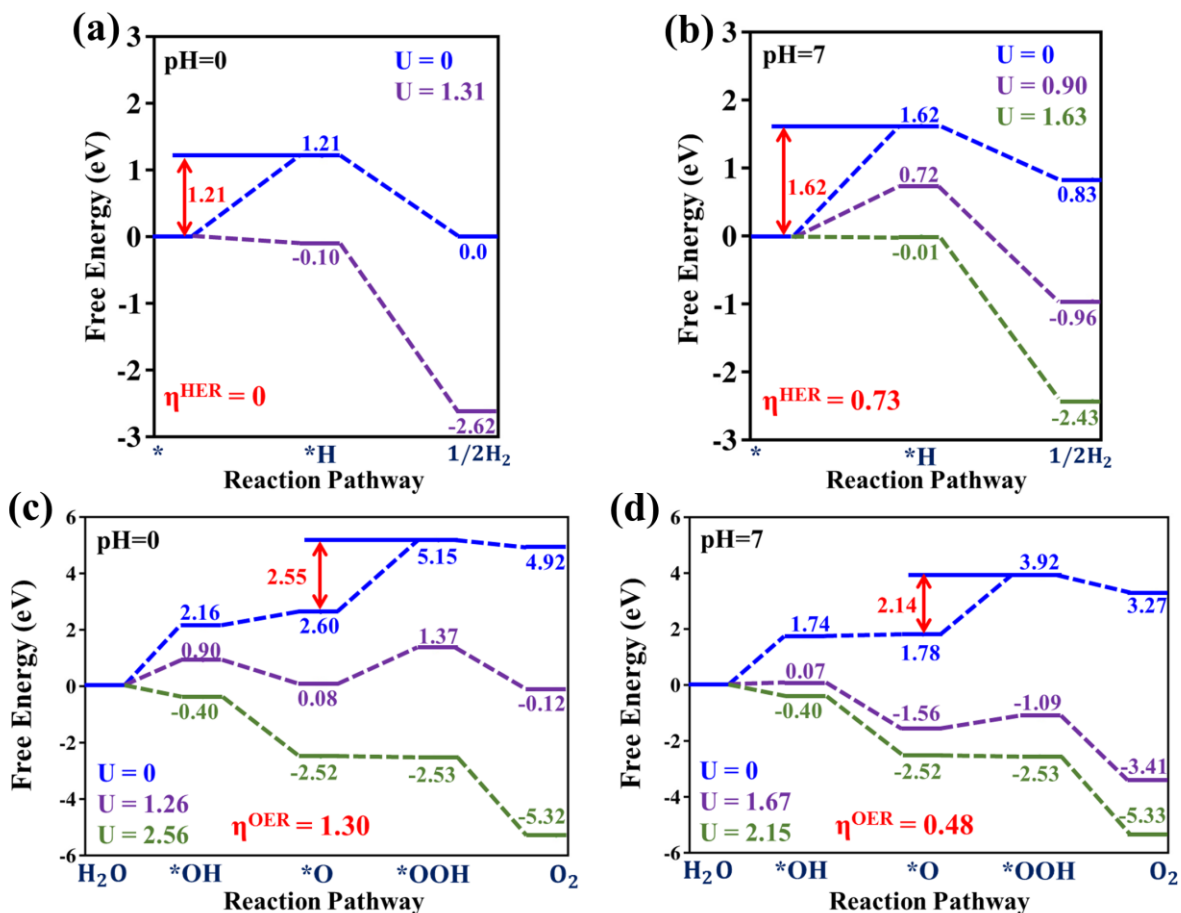 (a)
3
2
1
0
-1
-2
-3
Free Energy (eV)
pH=0
U = 0
U = 1.31
1.21
1.21
-0.10
0.0
-2.62
η^HER = 0
* *H 1/2H₂
Reaction Pathway
(b)
3
2
1
0
-1
-2
-3
Free Energy (eV)
pH=7
U = 0
U = 0.90
U = 1.63
1.62
1.62
0.72
-0.01
0.83
-0.96
-2.43
η^HER = 0.73
* *H 1/2H₂
Reaction Pathway
(c)
6
4
2
0
-2
-4
-6
Free Energy (eV)
pH=0
2.55
5.15
4.92
2.16
2.60
0.90
0.08
1.37
-0.12
-0.40
-2.52
-2.53
-5.32
U = 0
U = 1.26
U = 2.56
η^OER = 1.30
H₂O *OH *O *OOH O₂
Reaction Pathway
(d)
6
4
2
0
-2
-4
-6
Free Energy (eV)
pH=7
2.14
3.92
3.27
1.74
1.78
0.07
-1.56
-1.09
-3.41
-0.40
-2.52
-2.53
-5.33
U = 0
U = 1.67
U = 2.15
η^OER = 0.48
H₂O *OH *O *OOH O₂
Reaction Pathway